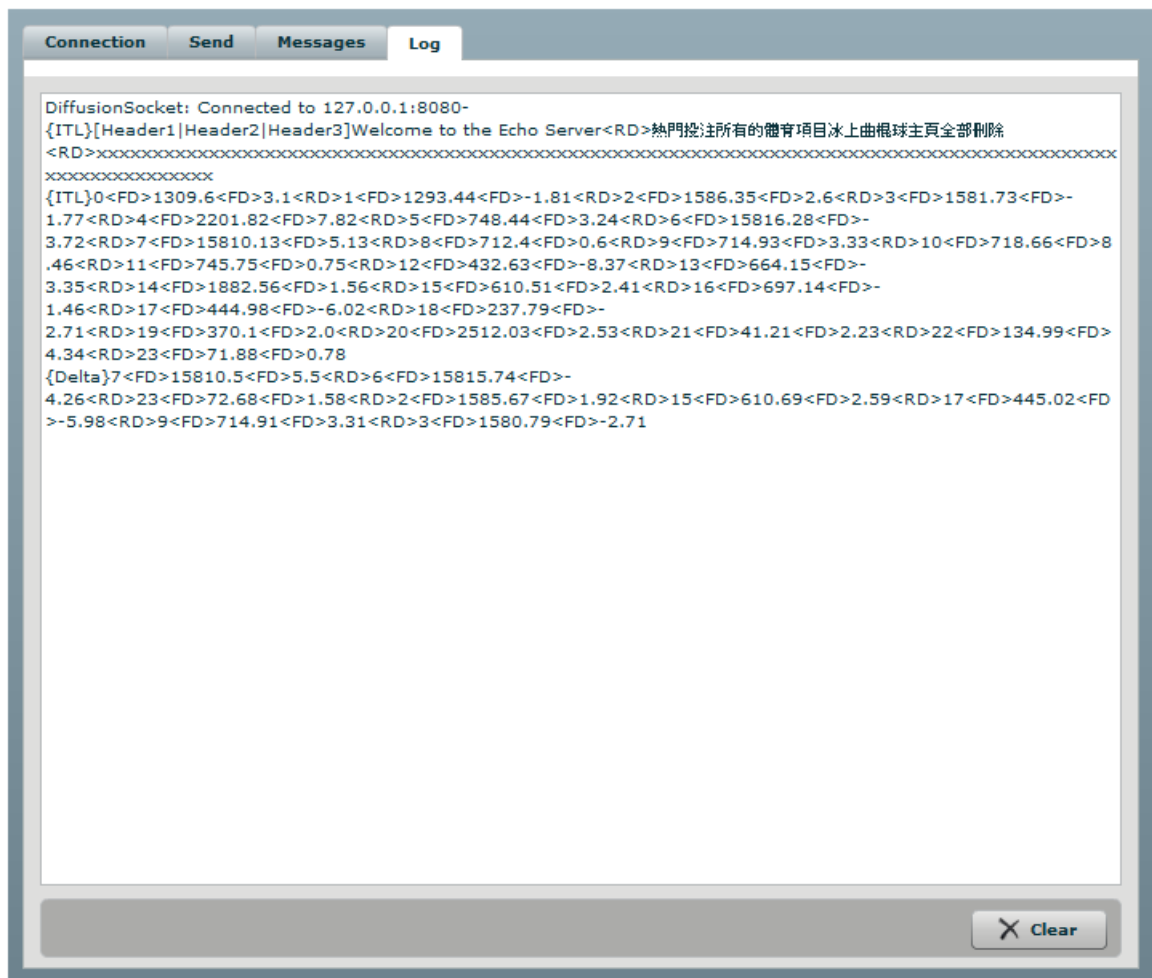 Connection Send Messages Log
DiffusionSocket: Connected to 127.0.0.1:8080-
{ITL}[Header1|Header2|Header3]Welcome to the Echo Server<RD>熱門投注所有的體育項目冰上曲棍球主頁全部刪除
<RD>xxxxxxxxxxxxxxxxxxxxxxxxxxxxxxxxxxxxxxxxxxxxxxxxxxxxxxxxxxxxxxxxxxxxxxxxxxxxxxxxxxxxxxxxxxxxxxxxxxxxxxxxx
xxxxxxxxxxxxxxxxx
{ITL}0<FD>1309.6<FD>3.1<RD>1<FD>1293.44<FD>-1.81<RD>2<FD>1586.35<FD>2.6<RD>3<FD>1581.73<FD>-
1.77<RD>4<FD>2201.82<FD>7.82<RD>5<FD>748.44<FD>3.24<RD>6<FD>15816.28<FD>-
3.72<RD>7<FD>15810.13<FD>5.13<RD>8<FD>712.4<FD>0.6<RD>9<FD>714.93<FD>3.33<RD>10<FD>718.66<FD>8
.46<RD>11<FD>745.75<FD>0.75<RD>12<FD>432.63<FD>-8.37<RD>13<FD>664.15<FD>-
3.35<RD>14<FD>1882.56<FD>1.56<RD>15<FD>610.51<FD>2.41<RD>16<FD>697.14<FD>-
1.46<RD>17<FD>444.98<FD>-6.02<RD>18<FD>237.79<FD>-
2.71<RD>19<FD>370.1<FD>2.0<RD>20<FD>2512.03<FD>2.53<RD>21<FD>41.21<FD>2.23<RD>22<FD>134.99<FD>
4.34<RD>23<FD>71.88<FD>0.78
{Delta}7<FD>15810.5<FD>5.5<RD>6<FD>15815.74<FD>-
4.26<RD>23<FD>72.68<FD>1.58<RD>2<FD>1585.67<FD>1.92<RD>15<FD>610.69<FD>2.59<RD>17<FD>445.02<FD
>-5.98<RD>9<FD>714.91<FD>3.31<RD>3<FD>1580.79<FD>-2.71
Clear